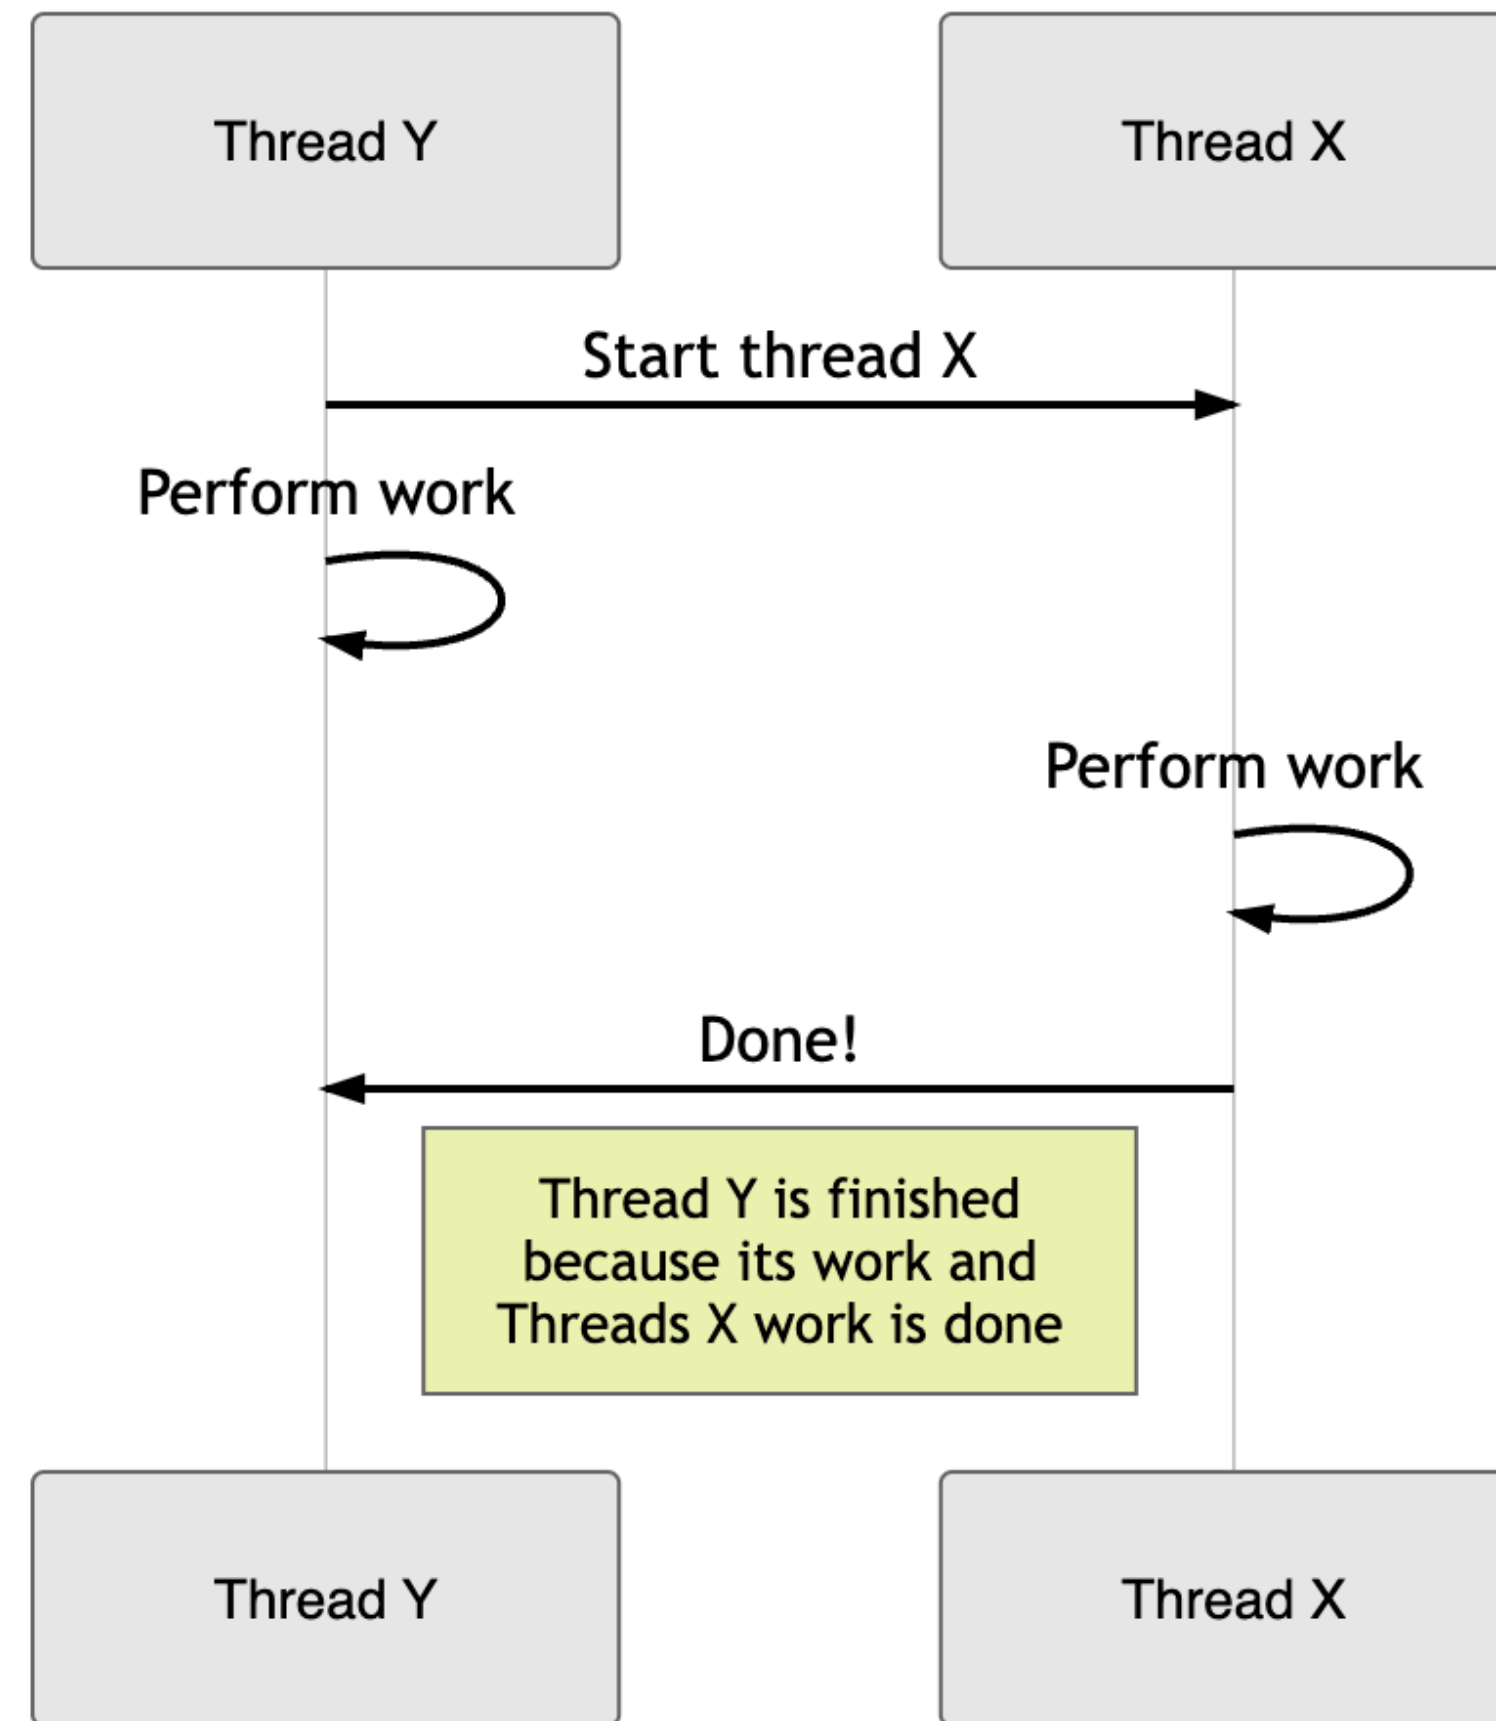 Thread Y
Thread X
Start thread X
Perform work
Perform work
Done!
Thread Y is finished
because its work and
Threads X work is done
Thread Y
Thread X